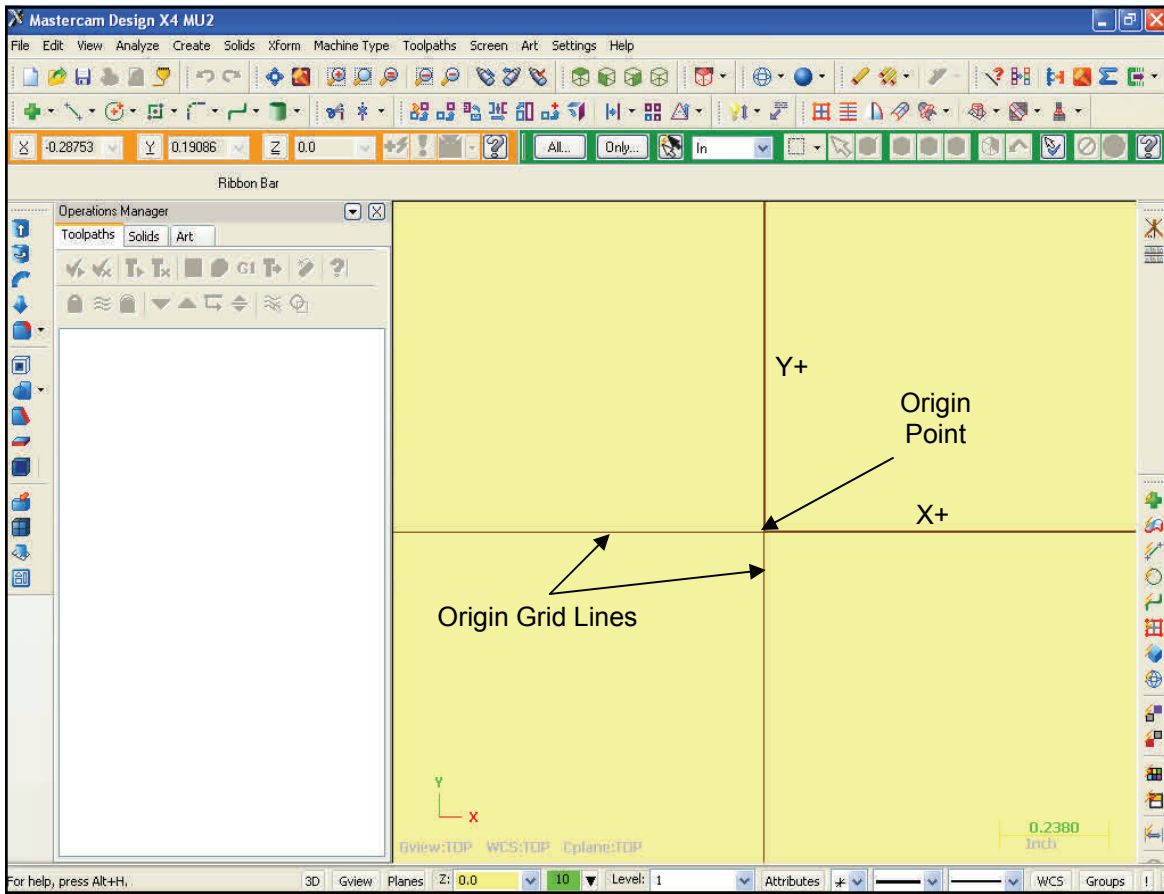 Mastercam Design X4 MU2
File Edit View Analyze Create Solids Xform Machine Type Toolpaths Screen Art Settings Help
X -0.28753 Y 0.19086 Z 0.0 All... Only... In
Ribbon Bar
Operations Manager
Toolpaths Solids Art
G1
Y+
Origin
Point
X+
Origin Grid Lines
Y
X
0.2380
Inch
Gview:TOP WCS:TOP Cplane:TOP
For help, press Alt+H. 3D Gview Planes Z: 0.0 10 Level: 1 Attributes WCS Groups !